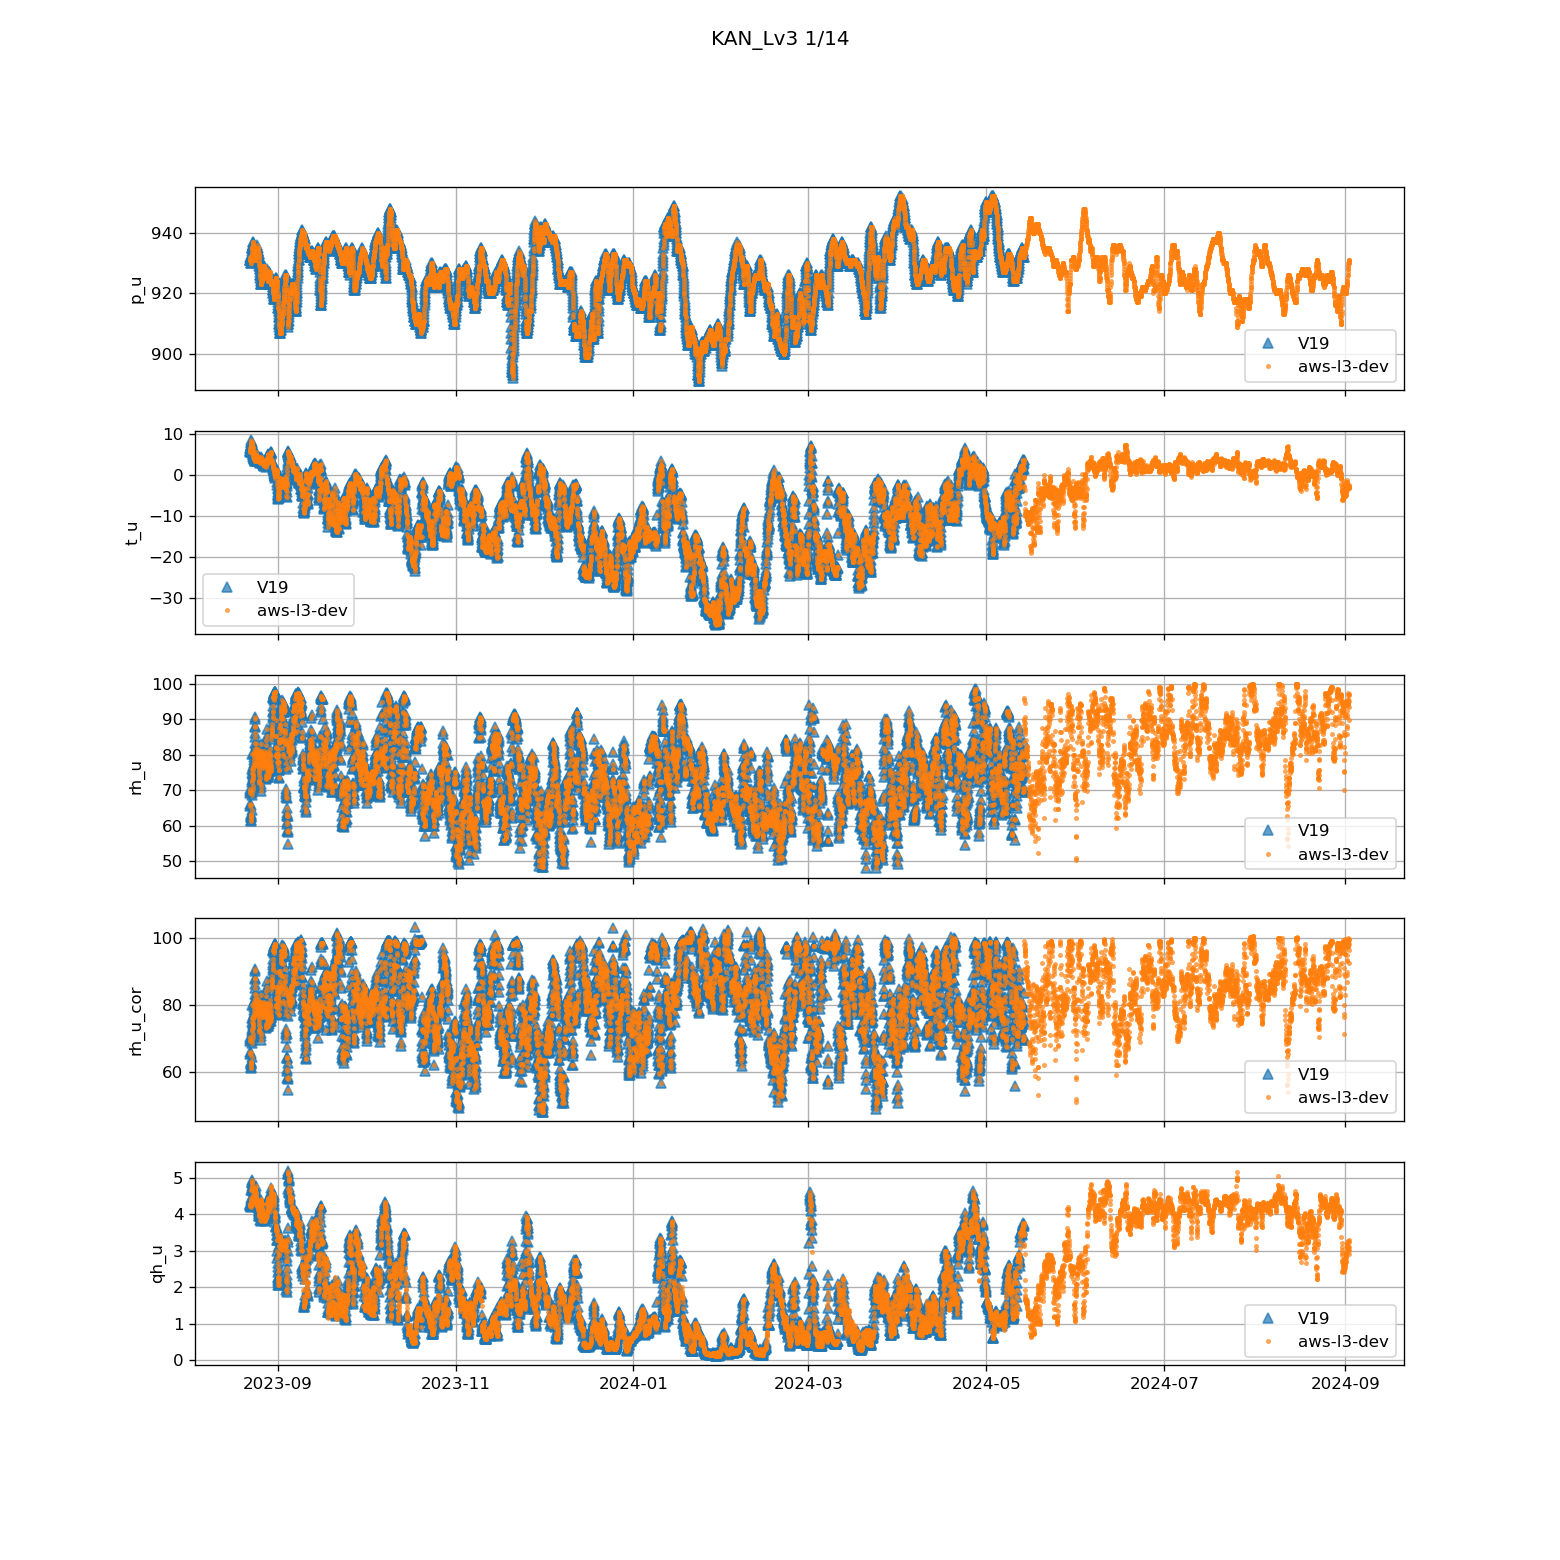 KAN_Lv3 1/14
940
920
900
p_u
V19
aws-l3-dev
10
0
−10
−20
−30
t_u
V19
aws-l3-dev
100
90
80
70
60
50
rh_u
V19
aws-l3-dev
100
80
60
rh_u_cor
V19
aws-l3-dev
5
4
3
2
1
0
qh_u
V19
aws-l3-dev
2023-09
2023-11
2024-01
2024-03
2024-05
2024-07
2024-09